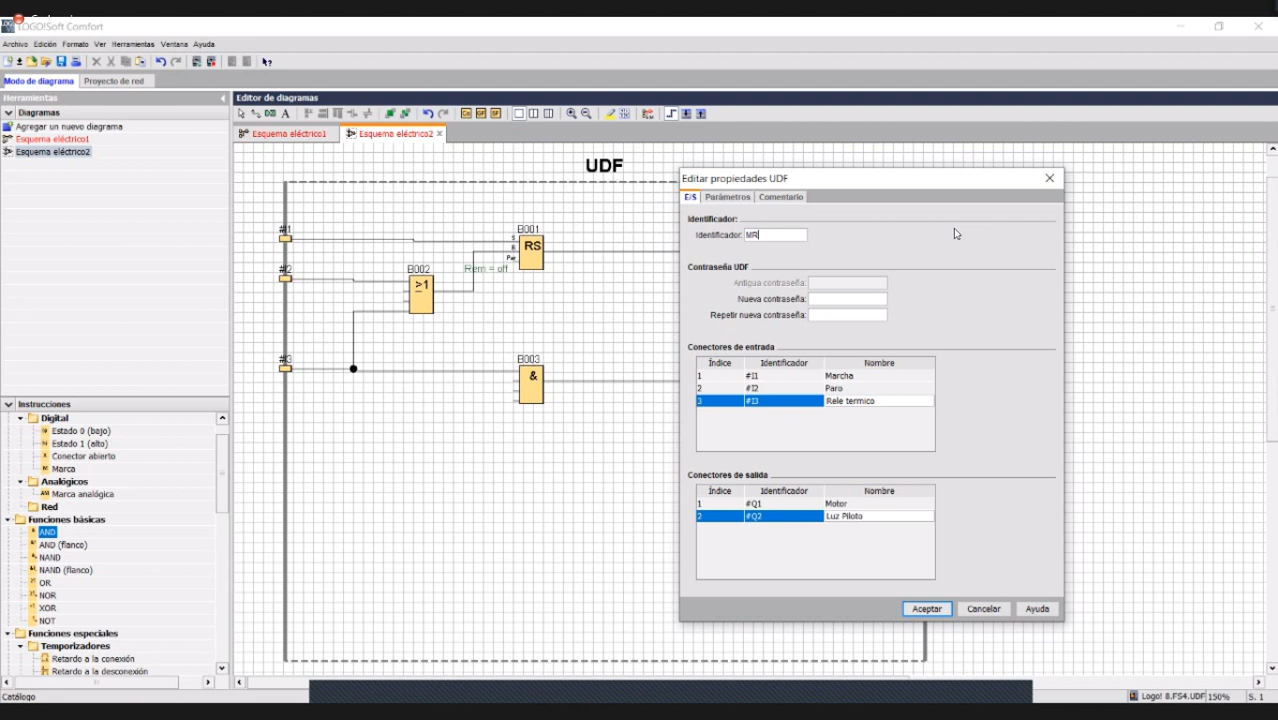 LOGO!Soft Comfort
Archivo Edición Formato Ver Herramientas Ventana Ayuda
Modo de diagrama Proyecto de red
Herramientas
Editor de diagramas
Diagramas
Agregar un nuevo diagrama
Esquema eléctrico1
Esquema eléctrico2
Esquema eléctrico1 Esquema eléctrico2
UDF
#I1
#I2
#I3
B001
RS
S
R
Par
Rem = off
B002
>1
B003
&
Editar propiedades UDF
E/S Parámetros Comentario
Identificador:
Identificador: MR
Contraseña UDF
Antigua contraseña:
Nueva contraseña:
Repetir nueva contraseña:
Conectores de entrada
Índice Identificador Nombre
1 #I1 Marcha
2 #I2 Paro
3 #I3 Rele termico
Conectores de salida
Índice Identificador Nombre
1 #Q1 Motor
2 #Q2 Luz Piloto
Aceptar Cancelar Ayuda
Instrucciones
Digital
Estado 0 (bajo)
Estado 1 (alto)
Conector abierto
Marca
Analógicos
Marca analógica
Red
Funciones básicas
AND
AND (flanco)
NAND
NAND (flanco)
OR
NOR
XOR
NOT
Funciones especiales
Temporizadores
Retardo a la conexión
Retardo a la desconexión
Catálogo
Logo! 8.FS4.UDF 150% S. 1